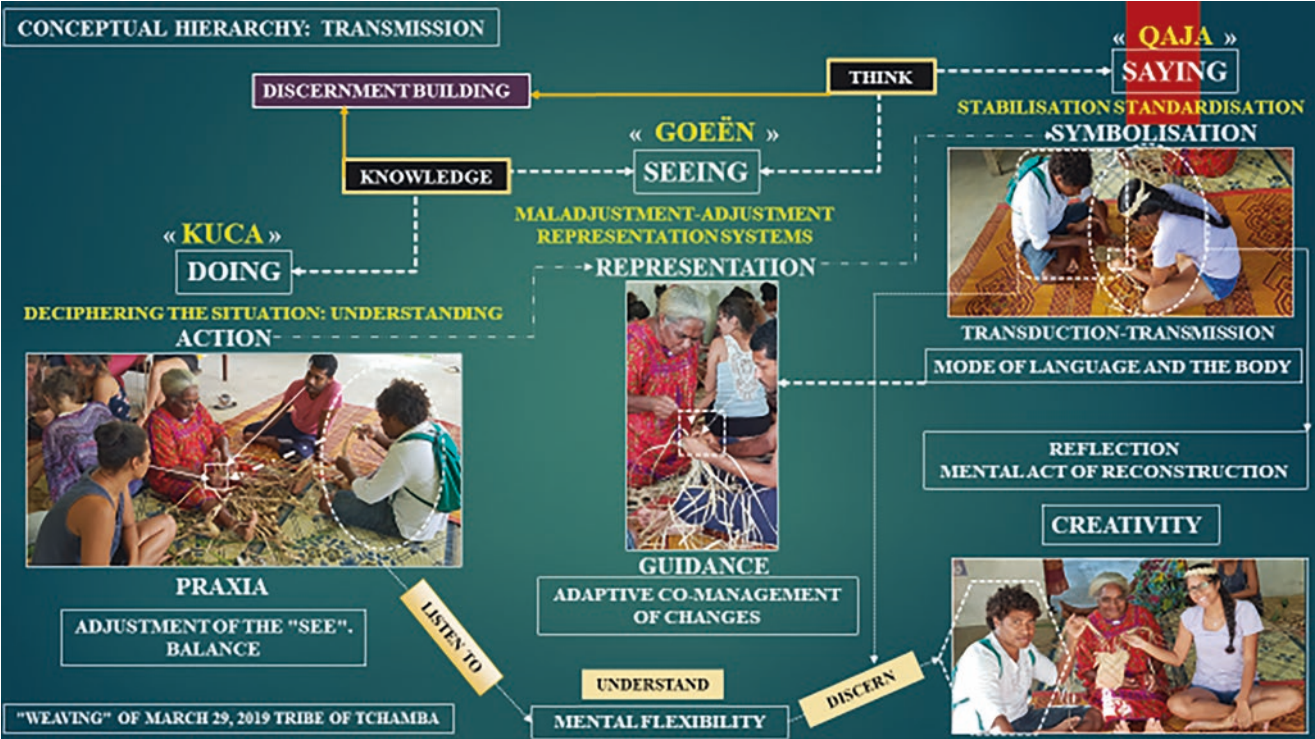 CONCEPTUAL HIERARCHY: TRANSMISSION
« QAJA »
SAYING
THINK
DISCERNMENT BUILDING
STABILISATION STANDARDISATION
SYMBOLISATION
« GOEËN »
SEEING
KNOWLEDGE
MALADJUSTMENT-ADJUSTMENT
REPRESENTATION SYSTEMS
REPRESENTATION
« KUCA »
DOING
DECIPHERING THE SITUATION: UNDERSTANDING
ACTION
TRANSDUCTION-TRANSMISSION
MODE OF LANGUAGE AND THE BODY
REFLECTION
MENTAL ACT OF RECONSTRUCTION
CREATIVITY
PRAXIA
ADJUSTMENT OF THE "SEE".
BALANCE
GUIDANCE
ADAPTIVE CO-MANAGEMENT
OF CHANGES
LISTEN TO
UNDERSTAND
MENTAL FLEXIBILITY
DISCERN
"WEAVING" OF MARCH 29, 2019 TRIBE OF TCHAMBA